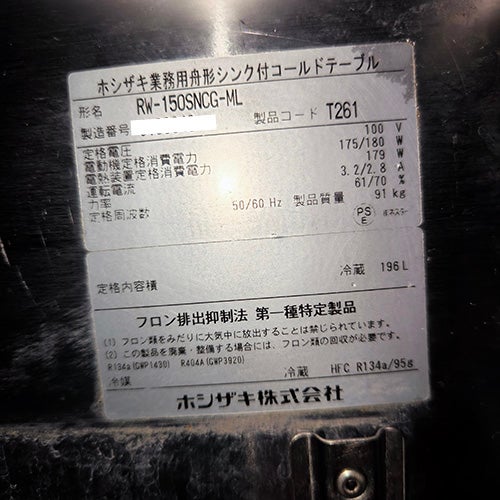 ホシザキ業務用舟形シンク付コールドテーブル
形名 RW-150SNCG-ML
製造番号 製品コード T261
定格電圧 100 V
電動機定格消費電力 175/180 W
電熱装置定格消費電力 179 W
運転電流 3.2/2.8 A
力率 61/70 %
定格周波数 50/60 Hz 製品質量 91 kg
PS
E
定格内容積 冷蔵 196 L
フロン排出抑制法 第一種特定製品
(1) フロン類をみだりに大気中に放出することは禁じられています。
(2) この製品を廃棄・整備する場合には、フロン類の回収が必要です。
R134a(GWP1430) R404A(GWP3920)
冷媒 冷蔵 HFC R134a/95g
ホシザキ株式会社